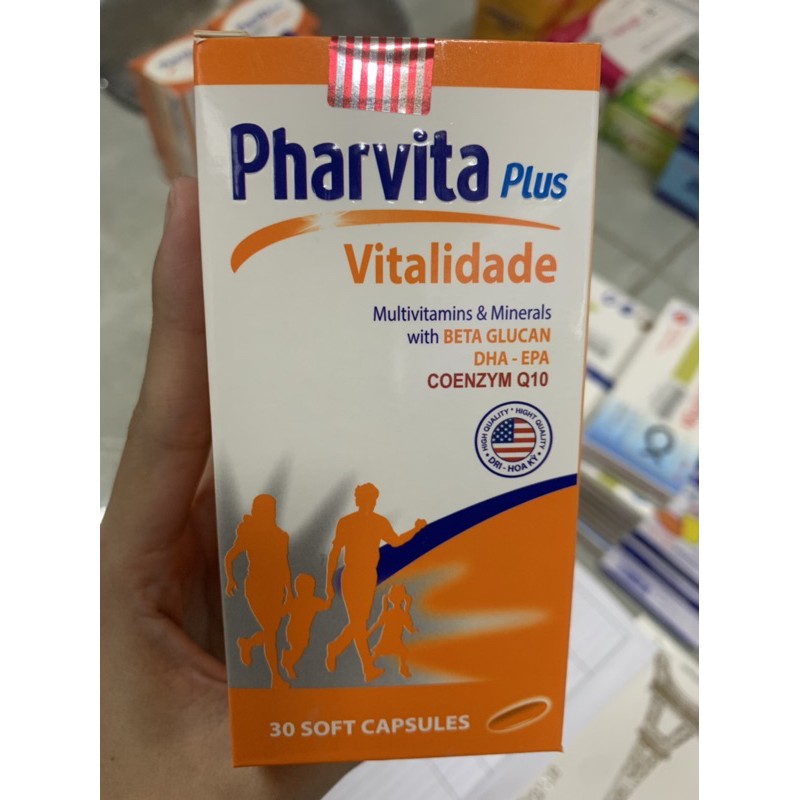 Pharvita Plus
Vitalidade
Multivitamins & Minerals
with BETA GLUCAN
DHA - EPA
COENZYM Q10
HIGH QUALITY * HIGHT QUALITY
* DRI - HOA KỲ *
30 SOFT CAPSULES